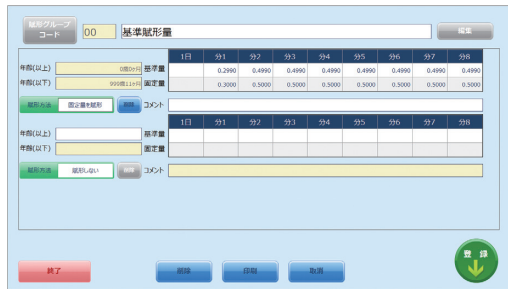 賦形グループ
コード
00 基準賦形量 編集
1日 分1 分2 分3 分4 分5 分6 分7 分8
年齢(以上) 0歳0ヶ月 基準量 0.2990 0.4990 0.4990 0.4990 0.4990 0.4990 0.4990 0.4990
年齢(以下) 999歳11ヶ月 固定量 0.3000 0.5000 0.5000 0.5000 0.5000 0.5000 0.5000 0.5000
賦形方法 固定量を賦形 削除 コメント
1日 分1 分2 分3 分4 分5 分6 分7 分8
年齢(以上) 基準量
年齢(以下) 固定量
賦形方法 賦形しない 削除 コメント
終了 削除 印刷 取消 登録